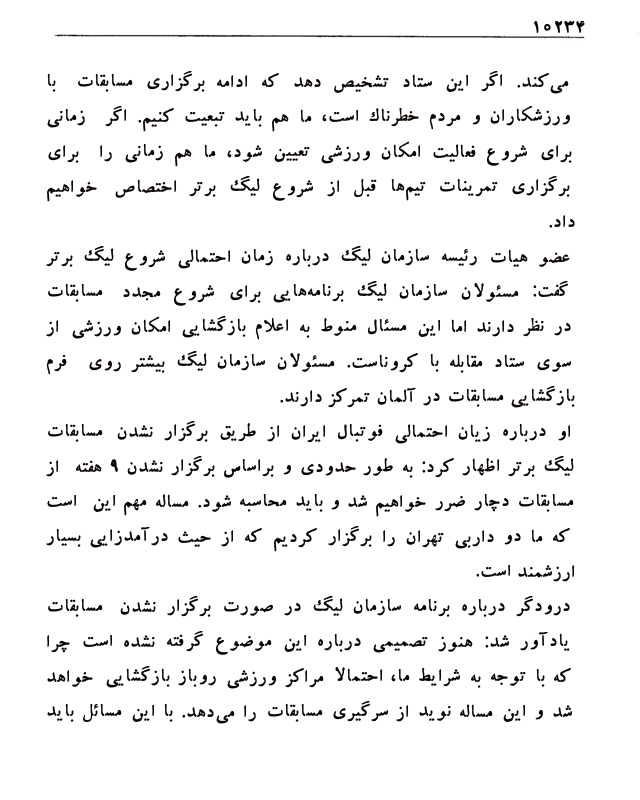 ۱۰۲۳۴
می‌کند. اگر این ستاد تشخیص دهد که ادامه برگزاری مسابقات با
ورزشکاران و مردم خطرناک است، ما هم باید تبعیت کنیم. اگر زمانی
برای شروع فعالیت امکان ورزشی تعیین شود، ما هم زمانی را برای
برگزاری تمرینات تیم‌ها قبل از شروع لیگ برتر اختصاص خواهیم
داد.
عضو هیات رئیسه سازمان لیگ درباره زمان احتمالی شروع لیگ برتر
گفت: مسئولان سازمان لیگ برنامه‌هایی برای شروع مجدد مسابقات
در نظر دارند اما این مسئال منوط به اعلام بازگشایی امکان ورزشی از
سوی ستاد مقابله با کروناست. مسئولان سازمان لیگ بیشتر روی فرم
بازگشایی مسابقات در آلمان تمرکز دارند.
او درباره زیان احتمالی فوتبال ایران از طریق برگزار نشدن مسابقات
لیگ برتر اظهار کرد: به طور حدودی و براساس برگزار نشدن ۹ هفته از
مسابقات دچار ضرر خواهیم شد و باید محاسبه شود. مساله مهم این است
که ما دو داربی تهران را برگزار کردیم که از حیث درآمدزایی بسیار
ارزشمند است.
درودگر درباره برنامه سازمان لیگ در صورت برگزار نشدن مسابقات
یادآور شد: هنوز تصمیمی درباره این موضوع گرفته نشده است چرا
که با توجه به شرایط ما، احتمالا مراکز ورزشی روباز بازگشایی خواهد
شد و این مساله نوید از سرگیری مسابقات را می‌دهد. با این مسائل باید